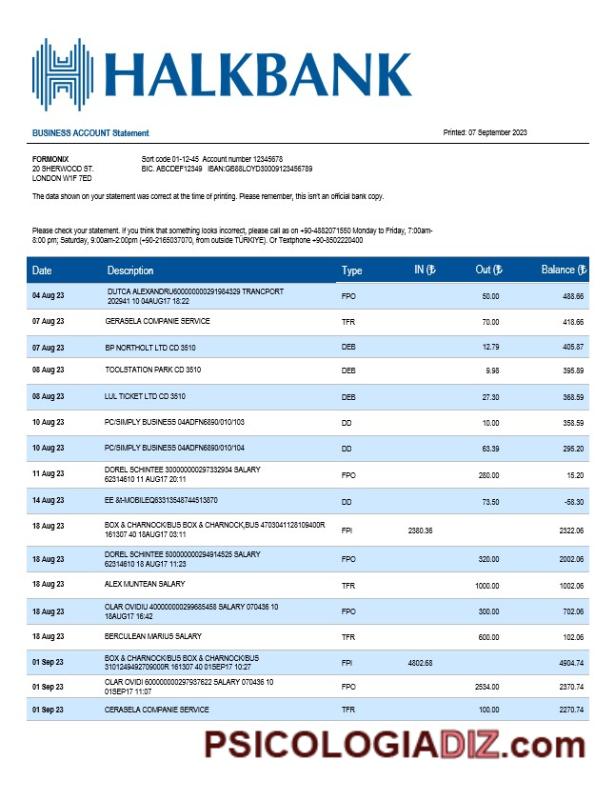 HALKBANK
BUSINESS ACCOUNT Statement
Printed: 07 September 2023
FORMONIX
20 SHERWOOD ST.
LONDON W1F 7ED
Sort code 01-12-45 Account number 12345678
BIC. ABCDEF12349 IBAN:GB88LOYD30009123456789
The data shown on your statement was correct at the time of printing. Please remember, this isn't an official bank copy.
Please check your statement. If you think that something looks incorrect, please call as on +90-4882071550 Monday to Friday, 7:00am-
8:00 pm; Saturday, 9:00am-2:00pm (+90-2165037070, from outside TÜRKIYE). Or Textphone +90-8502220400
Date Description Type IN (₺ Out (₺ Balance (₺
04 Aug 23 DUTCA ALEXANDRU600000000291984329 TRANCPORT FPO 50.00 488.66
202941 10 04AUG17 18:22
07 Aug 23 GERASELA COMPANIE SERVICE TFR 70.00 418.66
07 Aug 23 BP NORTHOLT LTD CD 3510 DEB 12.79 405.87
08 Aug 23 TOOLSTATION PARK CD 3510 DEB 9.98 395.89
08 Aug 23 LUL TICKET LTD CD 3510 DEB 27.30 368.59
10 Aug 23 PC/SIMPLY BUSINESS 04ADFN6890/010/103 DD 10.00 358.59
10 Aug 23 PC/SIMPLY BUSINESS 04ADFN6890/010/104 DD 63.39 295.20
11 Aug 23 DOREL SCHINTEE 300000000297332934 SALARY FPO 280.00 15.20
62314610 11 AUG17 20:11
14 Aug 23 EE &t-MOBILEQ63313548744513870 DD 73.50 -58.30
18 Aug 23 BOX & CHARNOCK/BUS BOX & CHARNOCK,BUS 4703041128109400R FPI 2380.36 2322.06
161307 40 18AUG17 03:11
18 Aug 23 DOREL SCHINTEE 500000000294914525 SALARY FPO 320.00 2002.06
62314610 18 AUG17 11:23
18 Aug 23 ALEX MUNTEAN SALARY TFR 1000.00 1002.06
18 Aug 23 OLAR OVIDIU 400000000299685458 SALARY 070436 10 FPO 300.00 702.06
18AUG17 16:42
18 Aug 23 BERCULEAN MARIUS SALARY TFR 600.00 102.06
01 Sep 23 BOX & CHARNOCK/BUS BOX & CHARNOCK/BUS FPI 4802.68 4904.74
3101249492709000R 161307 40 01SEP17 10:27
01 Sep 23 OLAR OVIDI 600000000297937622 SALARY 070436 10 FPO 2534.00 2370.74
01SEP17 11:07
01 Sep 23 CERASELA COMPANIE SERVICE TFR 100.00 2270.74
PSICOLOGIADIZ.com